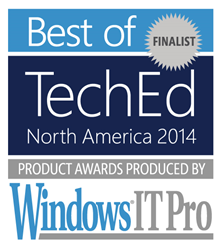 Best of
FINALIST
TechEd
North America 2014
PRODUCT AWARDS PRODUCED BY
Windows®IT Pro